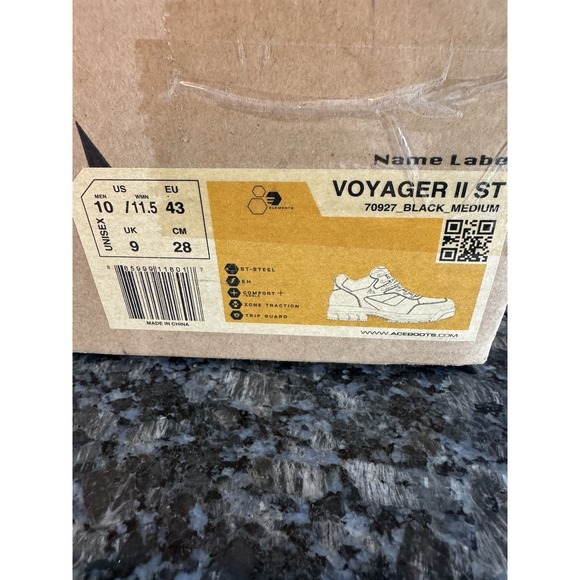 Name Labe
US EU
MEN WMN
10 / 11.5 43
UNISEX
UK CM
9 28
MADE IN CHINA
ELEMENTS
VOYAGER II ST
70927_BLACK_MEDIUM
ST-STEEL
EH
COMFORT +
ZONE TRACTION
TRIP GUARD
WWW.ACEBOOTS.COM